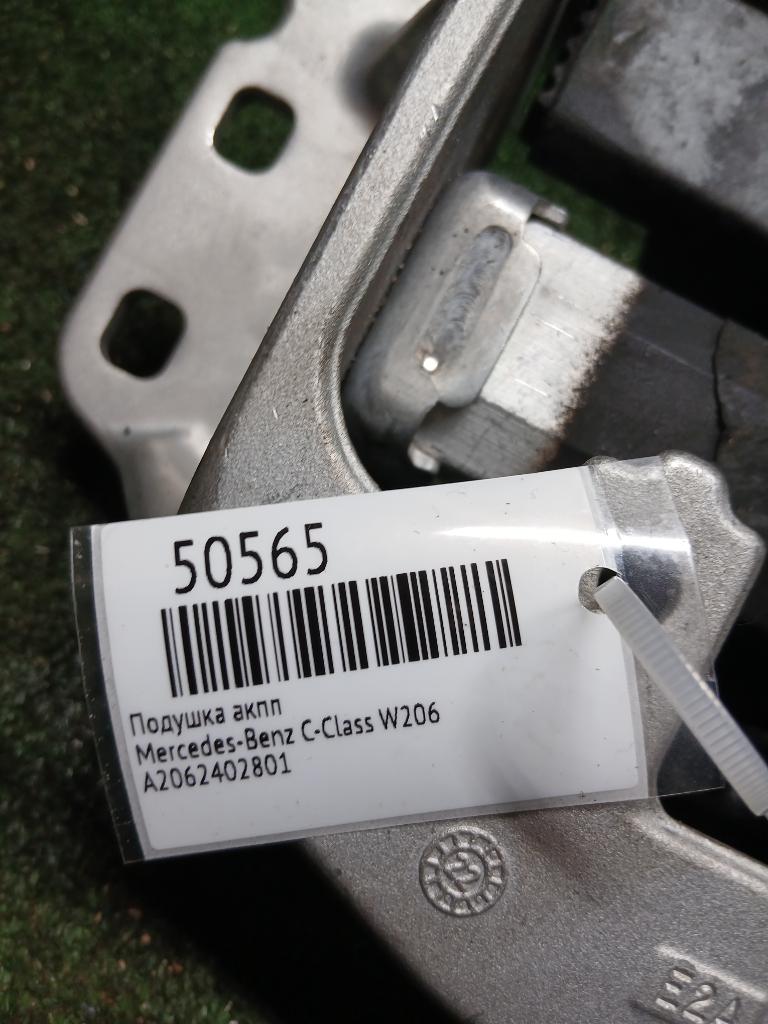 50565
Подушка акпп
Mercedes-Benz C-Class W206
A2062402801